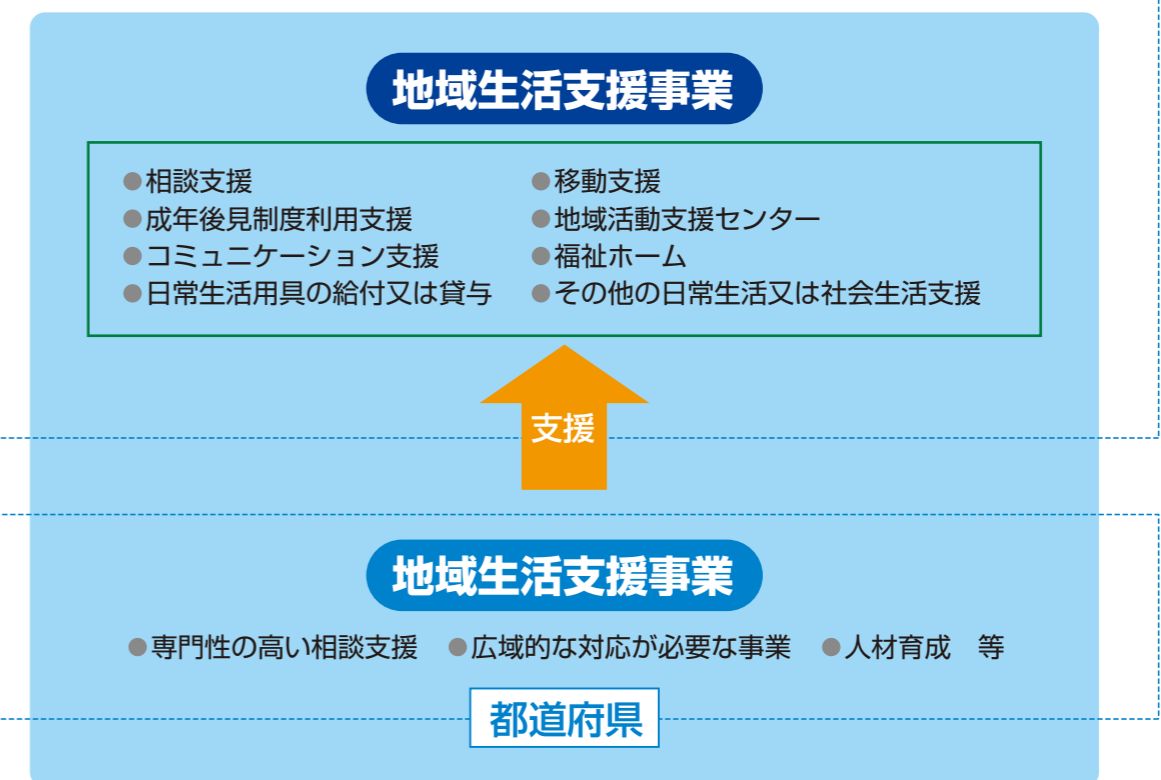 地域生活支援事業
●相談支援
●成年後見制度利用支援
●コミュニケーション支援
●日常生活用具の給付又は貸与
●移動支援
●地域活動支援センター
●福祉ホーム
●その他の日常生活又は社会生活支援
支援
地域生活支援事業
●専門性の高い相談支援　●広域的な対応が必要な事業　●人材育成　等
都道府県